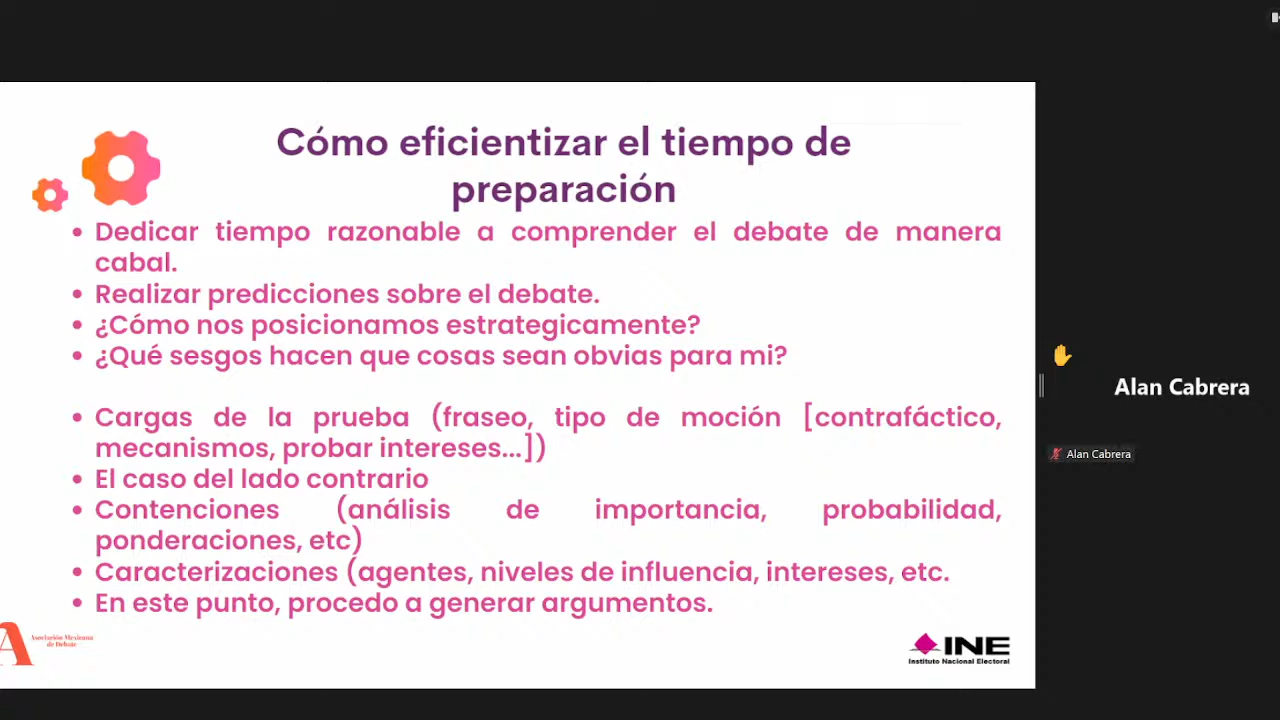 Cómo eficientizar el tiempo de
preparación
• Dedicar tiempo razonable a comprender el debate de manera
cabal.
• Realizar predicciones sobre el debate.
• ¿Cómo nos posicionamos estrategicamente?
• ¿Qué sesgos hacen que cosas sean obvias para mi?
• Cargas de la prueba (fraseo, tipo de moción [contrafáctico,
mecanismos, probar intereses...])
• El caso del lado contrario
• Contenciones (análisis de importancia, probabilidad,
ponderaciones, etc)
• Caracterizaciones (agentes, niveles de influencia, intereses, etc.
• En este punto, procedo a generar argumentos.
A
Asociación Mexicana
de Debate
INE
Instituto Nacional Electoral
Alan Cabrera
Alan Cabrera